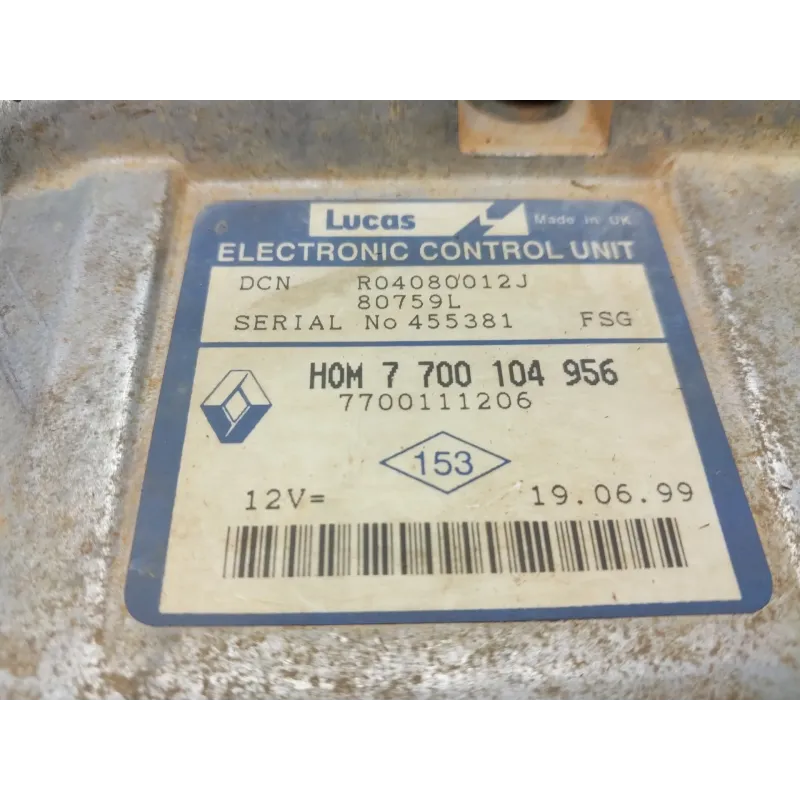 Lucas Made in UK
ELECTRONIC CONTROL UNIT
DCN R04080012J
80759L
SERIAL No 455381 FSG
HOM 7 700 104 956
7700111206
153
12V= 19.06.99